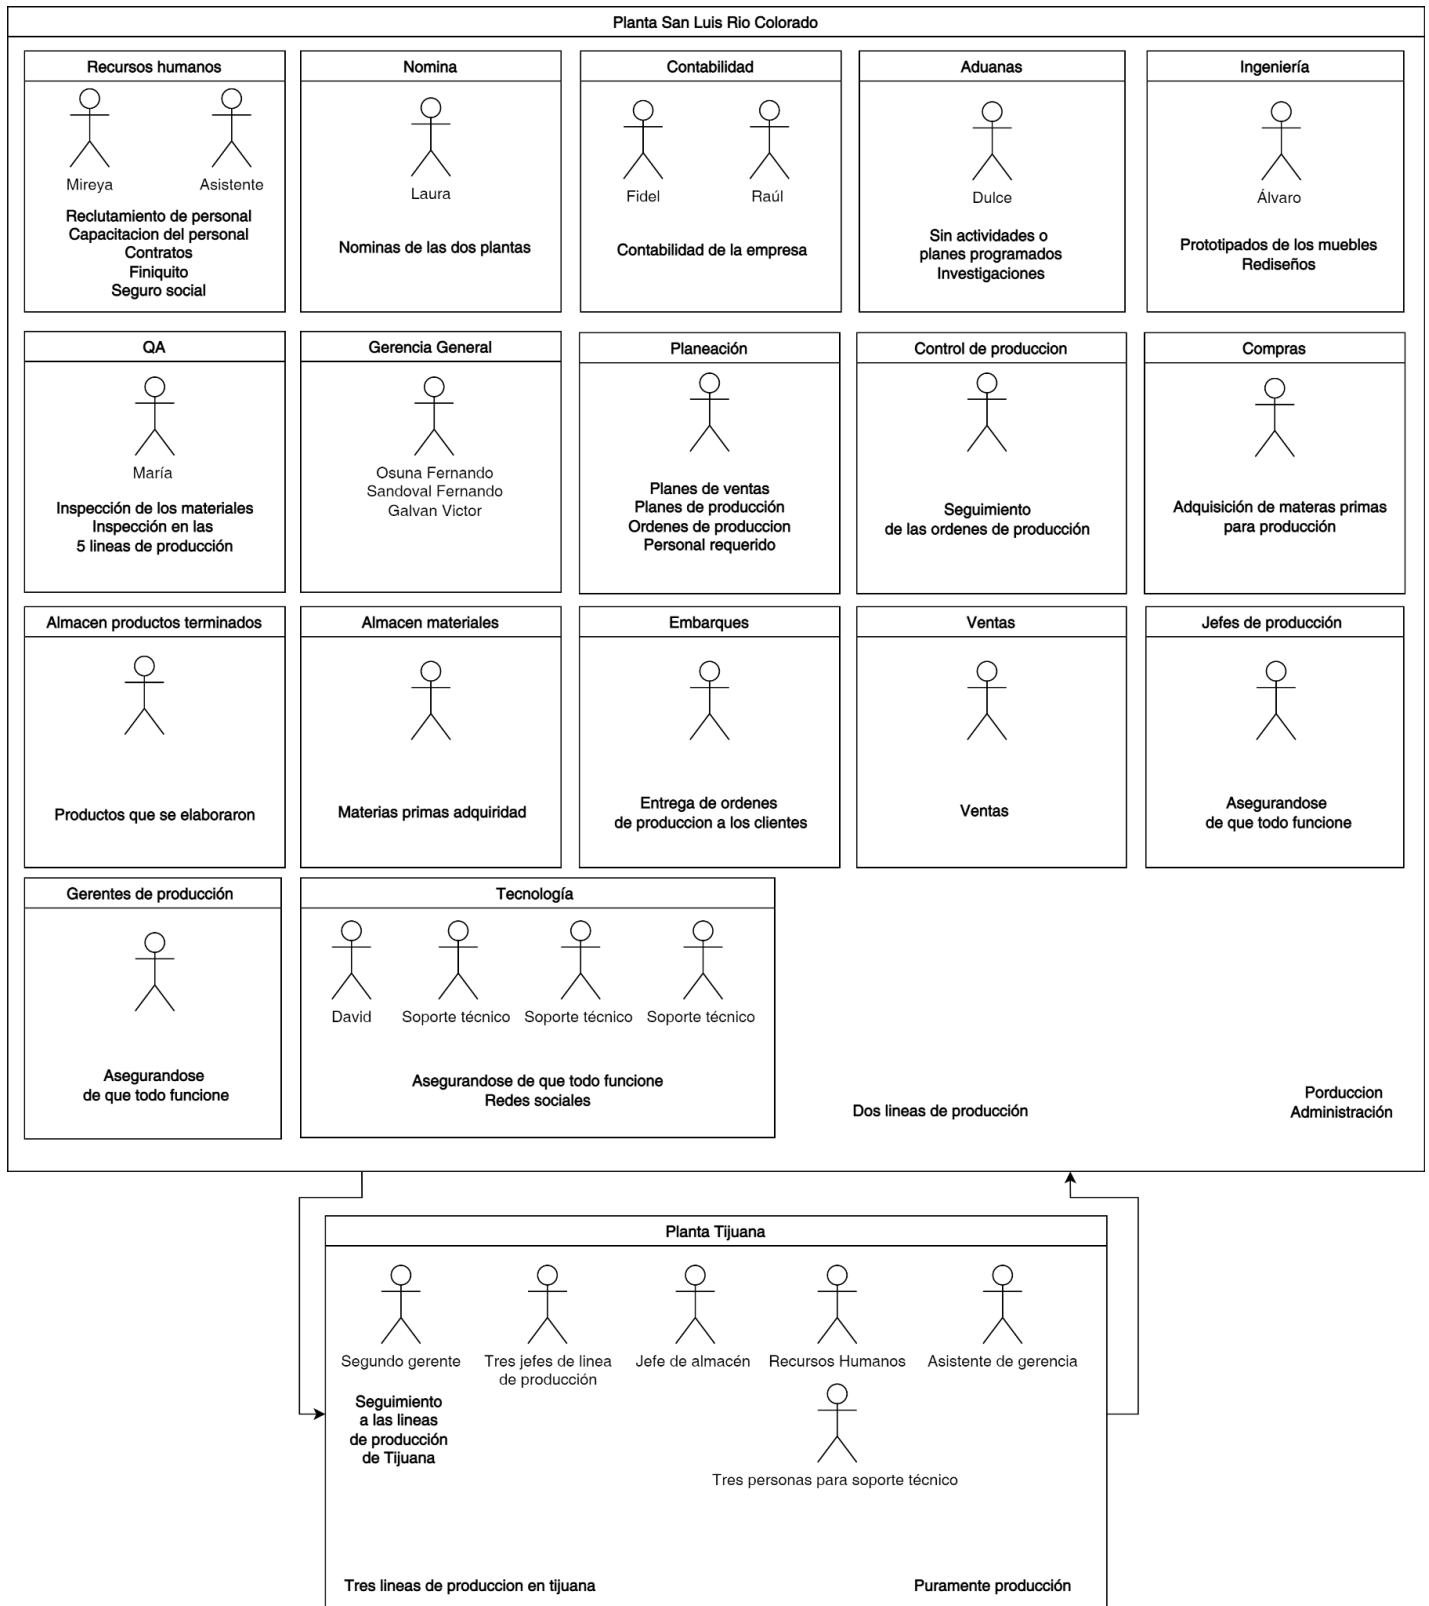 Planta San Luis Rio Colorado
Recursos humanos
Mireya
Asistente
Reclutamiento de personal
Capacitacion del personal
Contratos
Finiquito
Seguro social
Nomina
Laura
Nominas de las dos plantas
Contabilidad
Fidel
Raúl
Contabilidad de la empresa
Aduanas
Dulce
Sin actividades o
planes programados
Investigaciones
Ingeniería
Álvaro
Prototipados de los muebles
Rediseños
QA
María
Inspección de los materiales
Inspección en las
5 lineas de producción
Gerencia General
Osuna Fernando
Sandoval Fernando
Galvan Victor
Planeación
Planes de ventas
Planes de producción
Ordenes de produccion
Personal requerido
Control de produccion
Seguimiento
de las ordenes de producción
Compras
Adquisición de materas primas
para producción
Almacen productos terminados
Productos que se elaboraron
Almacen materiales
Materias primas adquiridad
Embarques
Entrega de ordenes
de produccion a los clientes
Ventas
Ventas
Jefes de producción
Asegurandose
de que todo funcione
Gerentes de producción
Asegurandose
de que todo funcione
Tecnología
David
Soporte técnico
Soporte técnico
Soporte técnico
Asegurandose de que todo funcione
Redes sociales
Dos lineas de producción
Porduccion
Administración
Planta Tijuana
Segundo gerente
Tres jefes de linea
de producción
Jefe de almacén
Recursos Humanos
Asistente de gerencia
Seguimiento
a las lineas
de producción
de Tijuana
Tres personas para soporte técnico
Tres lineas de produccion en tijuana
Puramente producción